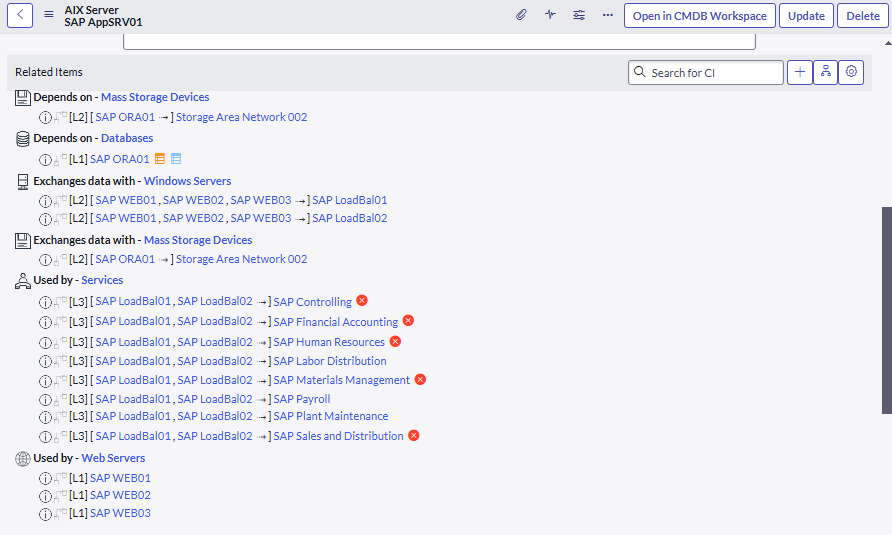 AIX Server
SAP AppSRV01
Open in CMDB Workspace
Update
Delete
Related Items
Search for CI
Depends on - Mass Storage Devices
[L2] [ SAP ORA01 → ] Storage Area Network 002
Depends on - Databases
[L1] SAP ORA01
Exchanges data with - Windows Servers
[L2] [ SAP WEB01 , SAP WEB02 , SAP WEB03 → ] SAP LoadBal01
[L2] [ SAP WEB01 , SAP WEB02 , SAP WEB03 → ] SAP LoadBal02
Exchanges data with - Mass Storage Devices
[L2] [ SAP ORA01 → ] Storage Area Network 002
Used by - Services
[L3] [ SAP LoadBal01 , SAP LoadBal02 → ] SAP Controlling
[L3] [ SAP LoadBal01 , SAP LoadBal02 → ] SAP Financial Accounting
[L3] [ SAP LoadBal01 , SAP LoadBal02 → ] SAP Human Resources
[L3] [ SAP LoadBal01 , SAP LoadBal02 → ] SAP Labor Distribution
[L3] [ SAP LoadBal01 , SAP LoadBal02 → ] SAP Materials Management
[L3] [ SAP LoadBal01 , SAP LoadBal02 → ] SAP Payroll
[L3] [ SAP LoadBal01 , SAP LoadBal02 → ] SAP Plant Maintenance
[L3] [ SAP LoadBal01 , SAP LoadBal02 → ] SAP Sales and Distribution
Used by - Web Servers
[L1] SAP WEB01
[L1] SAP WEB02
[L1] SAP WEB03